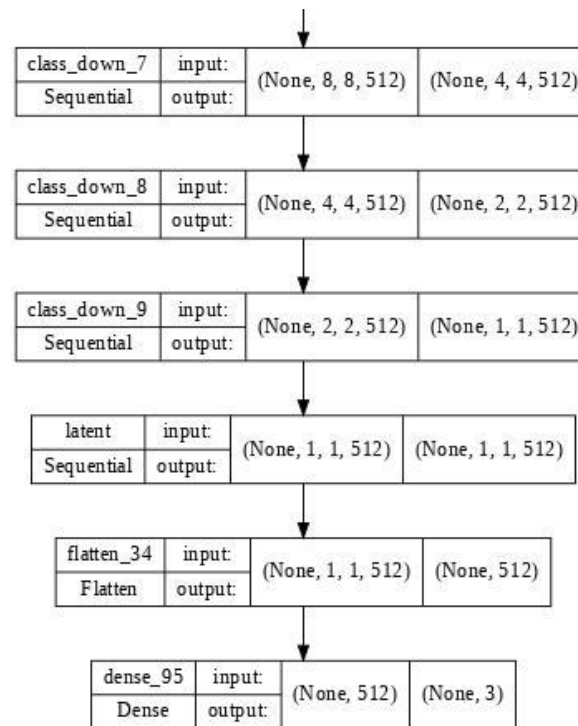 class_down_7 input: (None, 8, 8, 512) (None, 4, 4, 512)
Sequential output:
class_down_8 input: (None, 4, 4, 512) (None, 2, 2, 512)
Sequential output:
class_down_9 input: (None, 2, 2, 512) (None, 1, 1, 512)
Sequential output:
latent input: (None, 1, 1, 512) (None, 1, 1, 512)
Sequential output:
flatten_34 input: (None, 1, 1, 512) (None, 512)
Flatten output:
dense_95 input: (None, 512) (None, 3)
Dense output: